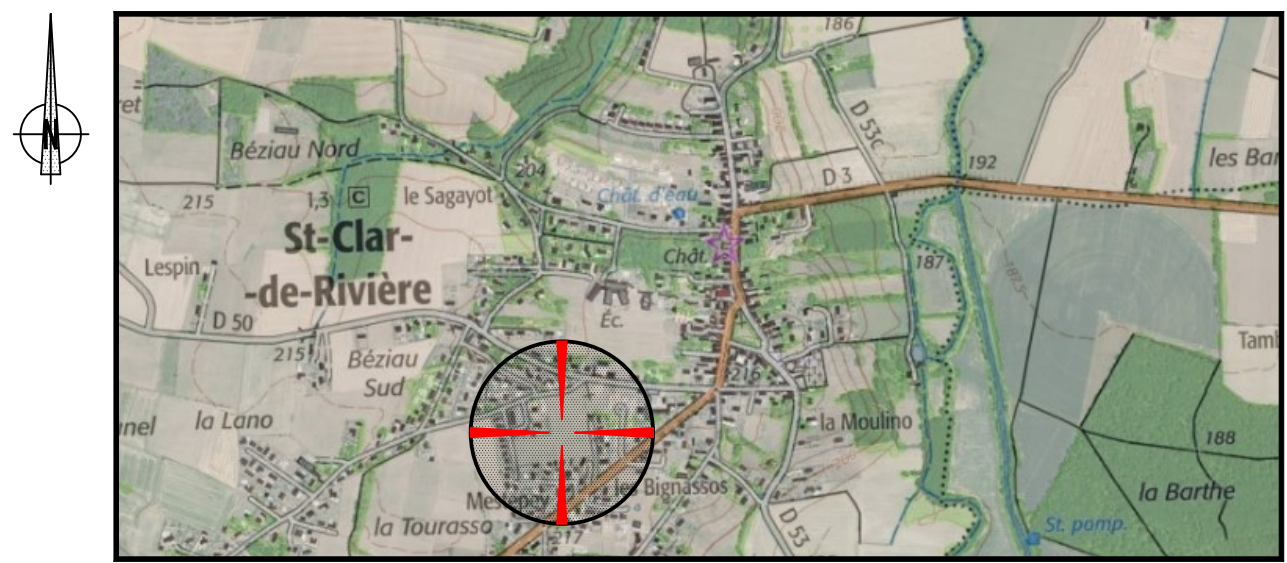 N
186
D 53c
ret
Béziau Nord
204
192
les Bar
D 3
215
1,3 C
le Sagayot
Chât. d'eau
St-Clar-
-de-Rivière
Chât.
187
Lespin
Éc.
D 50
215
Tamb
Béziau
Sud
216
la Lano
nel
la Moulino
188
les Bignassos
la Barthe
la Tourasso
217
D 53
St. pomp.